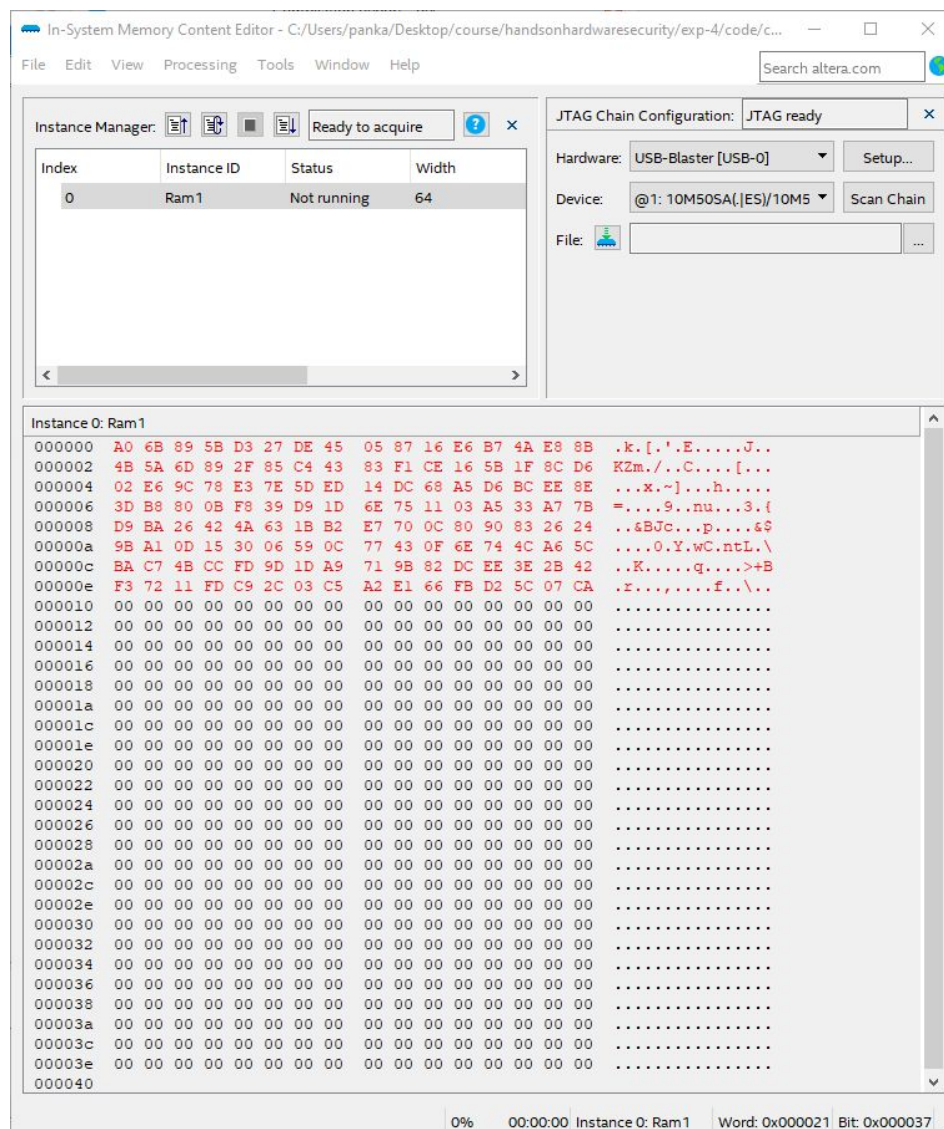 In-System Memory Content Editor - C:/Users/panka/Desktop/course/handsonhardwaresecurity/exp-4/code/c...
File Edit View Processing Tools Window Help
Search altera.com
Instance Manager: Ready to acquire
Index Instance ID Status Width
0 Ram1 Not running 64
JTAG Chain Configuration: JTAG ready
Hardware: USB-Blaster [USB-0] Setup...
Device: @1: 10M50SA(.|ES)/10M5 Scan Chain
File: ...
Instance 0: Ram1
000000 A0 6B 89 5B D3 27 DE 45 05 87 16 E6 B7 4A E8 8B .k.[.'.E.....J..
000002 4B 5A 6D 89 2F 85 C4 43 83 F1 CE 16 5B 1F 8C D6 KZm./..C....[...
000004 02 E6 9C 78 E3 7E 5D ED 14 DC 68 A5 D6 BC EE 8E ...x.~]...h.....
000006 3D B8 80 0B F8 39 D9 1D 6E 75 11 03 A5 33 A7 7B =....9..nu...3.{
000008 D9 BA 26 42 4A 63 1B B2 E7 70 0C 80 90 83 26 24 ..&BJc...p....&$
00000a 9B A1 0D 15 30 06 59 0C 77 43 0F 6E 74 4C A6 5C ....0.Y.wC.ntL.\
00000c BA C7 4B CC FD 9D 1D A9 71 9B 82 DC EE 3E 2B 42 ..K.....q....>+B
00000e F3 72 11 FD C9 2C 03 C5 A2 E1 66 FB D2 5C 07 CA .r...,....f..\..
000010 00 00 00 00 00 00 00 00 00 00 00 00 00 00 00 00 ................
000012 00 00 00 00 00 00 00 00 00 00 00 00 00 00 00 00 ................
000014 00 00 00 00 00 00 00 00 00 00 00 00 00 00 00 00 ................
000016 00 00 00 00 00 00 00 00 00 00 00 00 00 00 00 00 ................
000018 00 00 00 00 00 00 00 00 00 00 00 00 00 00 00 00 ................
00001a 00 00 00 00 00 00 00 00 00 00 00 00 00 00 00 00 ................
00001c 00 00 00 00 00 00 00 00 00 00 00 00 00 00 00 00 ................
00001e 00 00 00 00 00 00 00 00 00 00 00 00 00 00 00 00 ................
000020 00 00 00 00 00 00 00 00 00 00 00 00 00 00 00 00 ................
000022 00 00 00 00 00 00 00 00 00 00 00 00 00 00 00 00 ................
000024 00 00 00 00 00 00 00 00 00 00 00 00 00 00 00 00 ................
000026 00 00 00 00 00 00 00 00 00 00 00 00 00 00 00 00 ................
000028 00 00 00 00 00 00 00 00 00 00 00 00 00 00 00 00 ................
00002a 00 00 00 00 00 00 00 00 00 00 00 00 00 00 00 00 ................
00002c 00 00 00 00 00 00 00 00 00 00 00 00 00 00 00 00 ................
00002e 00 00 00 00 00 00 00 00 00 00 00 00 00 00 00 00 ................
000030 00 00 00 00 00 00 00 00 00 00 00 00 00 00 00 00 ................
000032 00 00 00 00 00 00 00 00 00 00 00 00 00 00 00 00 ................
000034 00 00 00 00 00 00 00 00 00 00 00 00 00 00 00 00 ................
000036 00 00 00 00 00 00 00 00 00 00 00 00 00 00 00 00 ................
000038 00 00 00 00 00 00 00 00 00 00 00 00 00 00 00 00 ................
00003a 00 00 00 00 00 00 00 00 00 00 00 00 00 00 00 00 ................
00003c 00 00 00 00 00 00 00 00 00 00 00 00 00 00 00 00 ................
00003e 00 00 00 00 00 00 00 00 00 00 00 00 00 00 00 00 ................
000040
0% 00:00:00 Instance 0: Ram1 Word: 0x000021 Bit: 0x000037